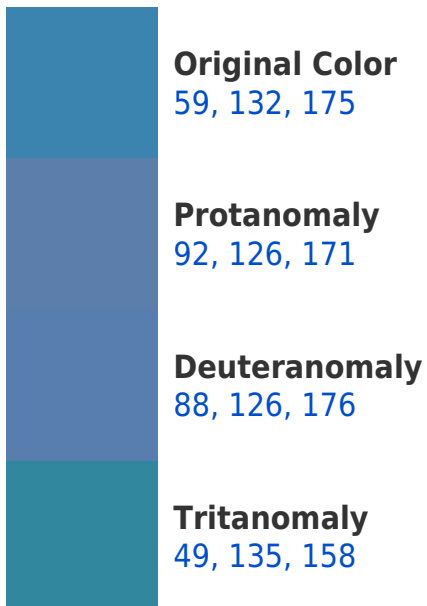 Original Color
59, 132, 175
Protanomaly
92, 126, 171
Deuteranomaly
88, 126, 176
Tritanomaly
49, 135, 158